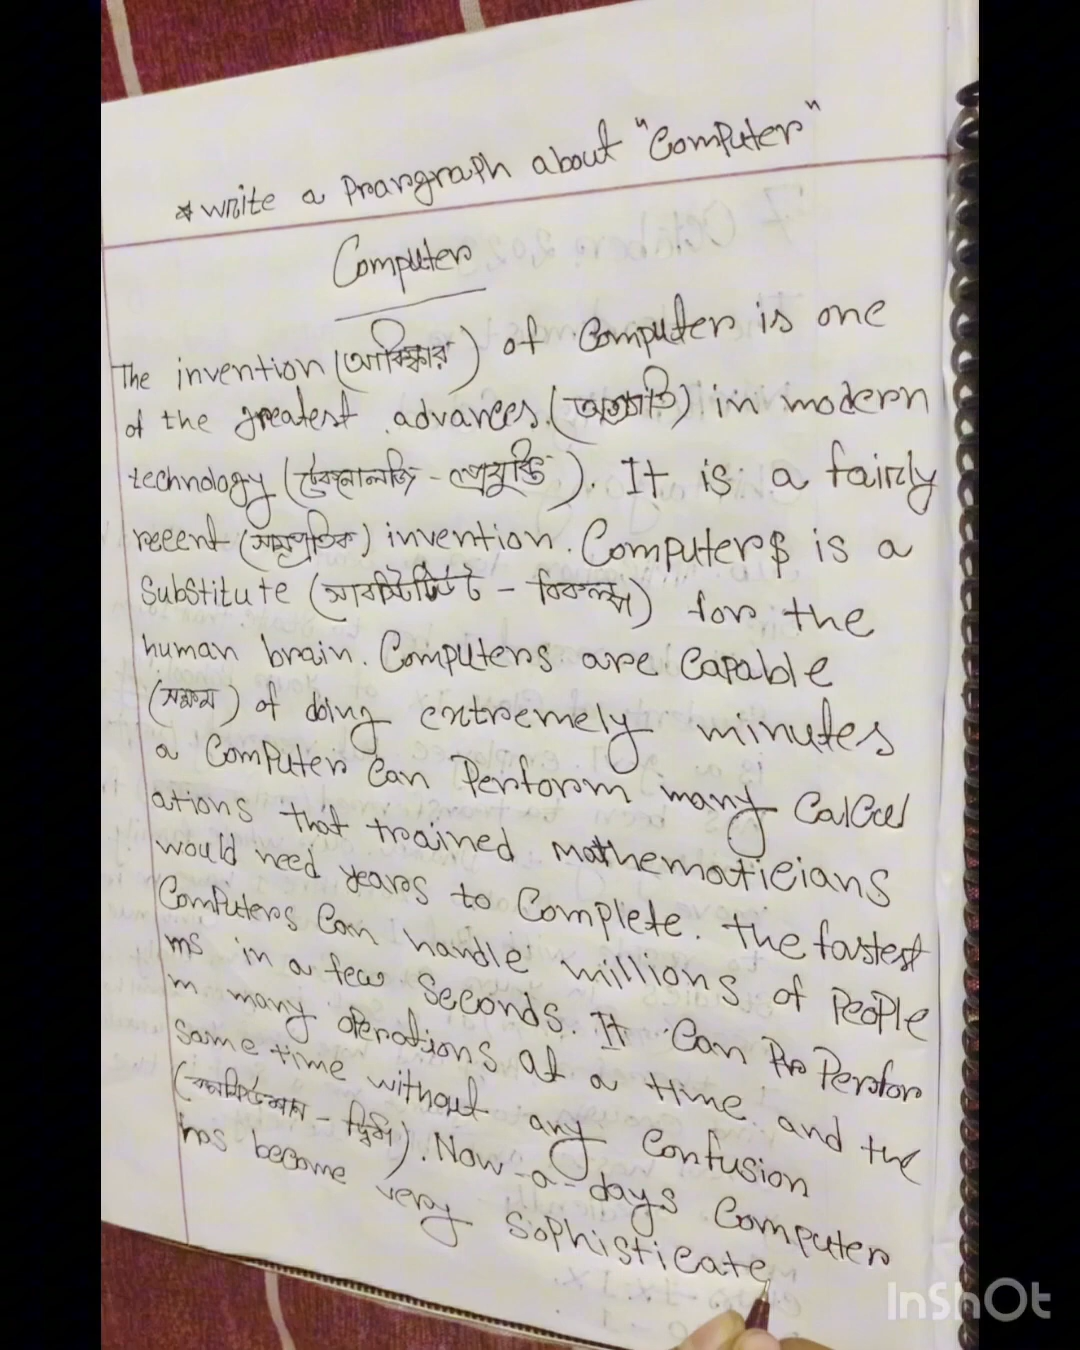 * write a Prargraph about "Computer"
Computer
The invention (আবিষ্কার) of Computer is one
of the greatest advances (অগ্রগতি) in modern
technology (টেকনোলজি - প্রযুক্তি). It is a fairly
recent (সাম্প্রতিক) invention. Computers is a
Substitute (সাবস্টিটিউট - বিকল্প) for the
human brain. Computers are Capable
(সক্ষম) of doing extremely minutes
a Computer Can Perform many Calcul
ations that trained mathematicians
would need years to Complete. The fastest
Computers Can handle millions of People
ms in a few Seconds. It Can Perfor
m many operations at a time and the
same time without any Confusion
(কনফিউশান - দ্বিধা). Now-a-days Computer
has become very Sophisticate
InShOt